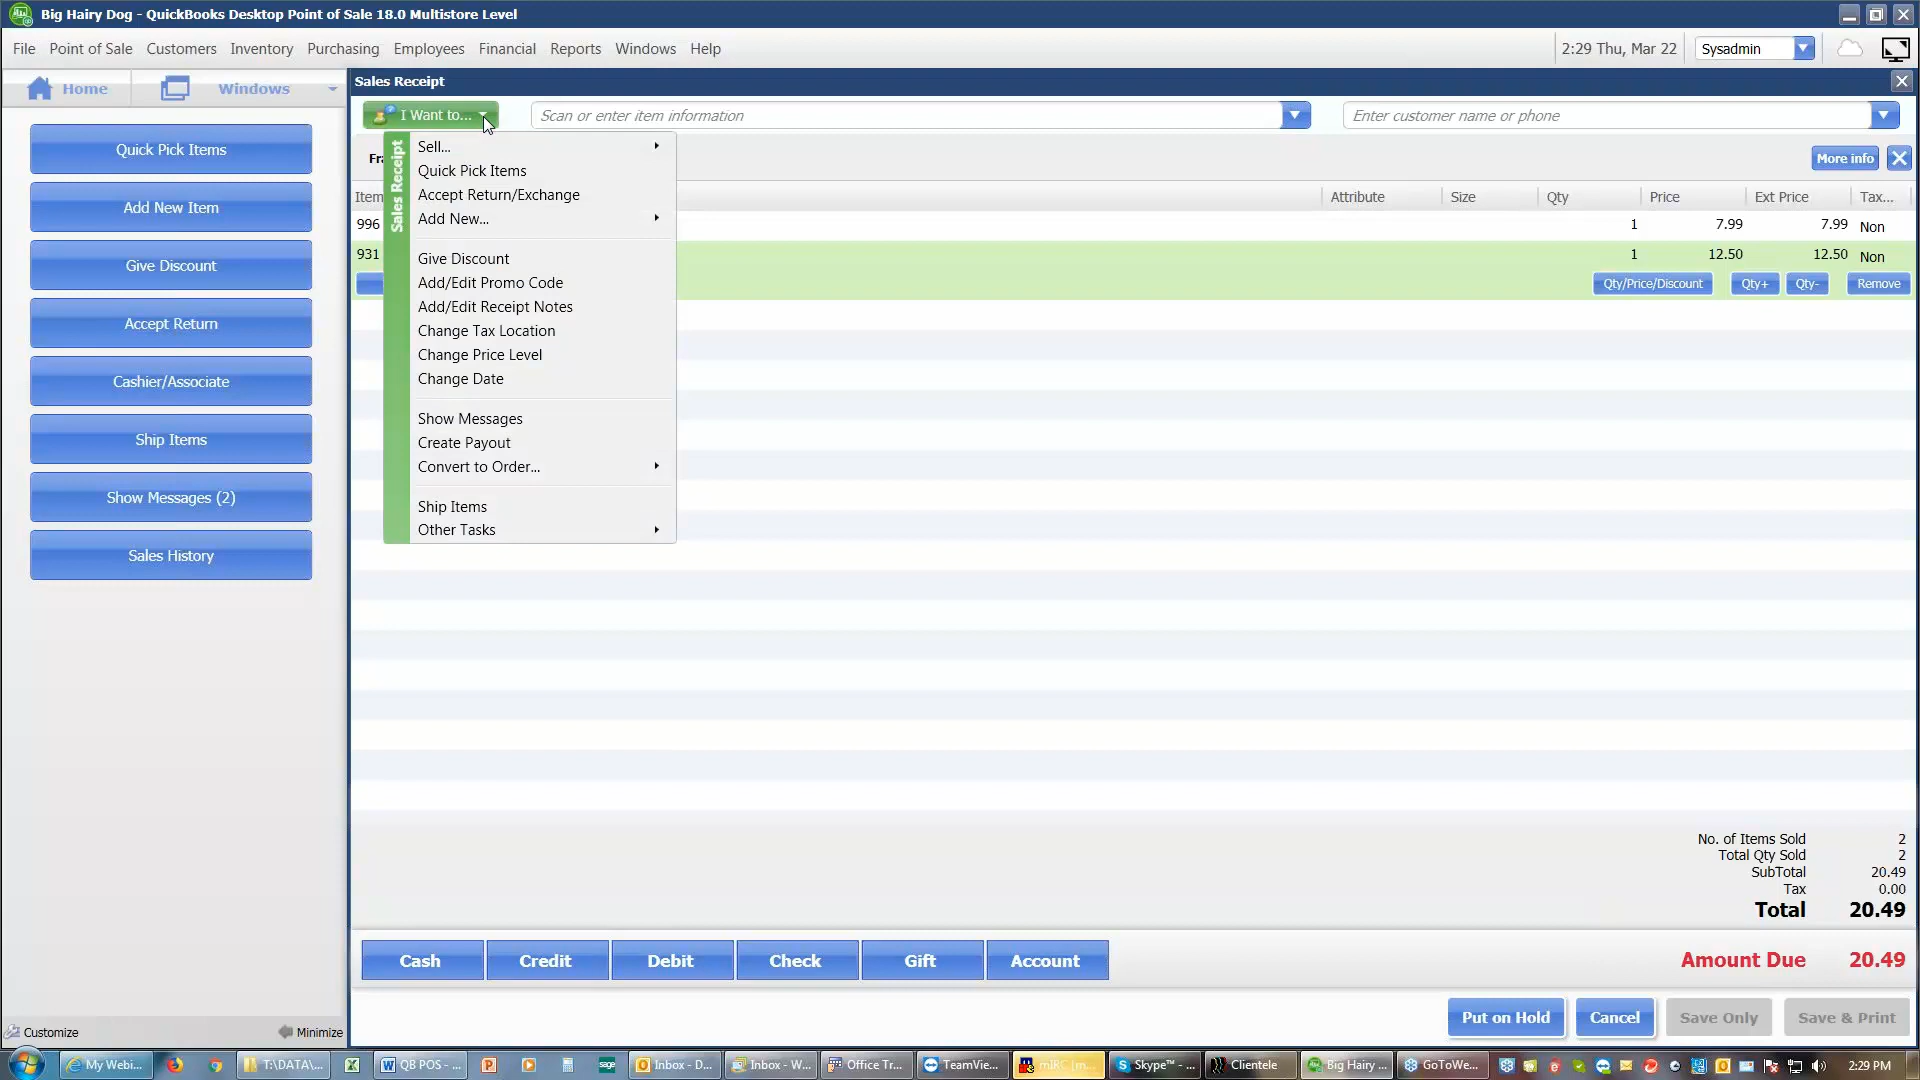 Big Hairy Dog - QuickBooks Desktop Point of Sale 18.0 Multistore Level
File Point of Sale Customers Inventory Purchasing Employees Financial Reports Windows Help
2:29 Thu, Mar 22 Sysadmin
Home Windows
Sales Receipt
I Want to... Scan or enter item information Enter customer name or phone
Quick Pick Items
Add New Item
Give Discount
Accept Return
Cashier/Associate
Ship Items
Show Messages (2)
Sales History
Customize Minimize
Sales Receipt
Sell...
Quick Pick Items
Accept Return/Exchange
Add New...
Give Discount
Add/Edit Promo Code
Add/Edit Receipt Notes
Change Tax Location
Change Price Level
Change Date
Show Messages
Create Payout
Convert to Order...
Ship Items
Other Tasks
More info
Attribute Size Qty Price Ext Price Tax...
996 1 7.99 7.99 Non
931 1 12.50 12.50 Non
Qty/Price/Discount Qty+ Qty- Remove
No. of Items Sold 2
Total Qty Sold 2
SubTotal 20.49
Tax 0.00
Total 20.49
Cash Credit Debit Check Gift Account
Amount Due 20.49
Put on Hold Cancel Save Only Save & Print
My Webi... T:\DATA\... QB POS - ... Inbox - D... Inbox - W... Office Tr... TeamVie... mIRC [m... Skype™ - ... Clientele Big Hairy ... GoToWe... 2:29 PM